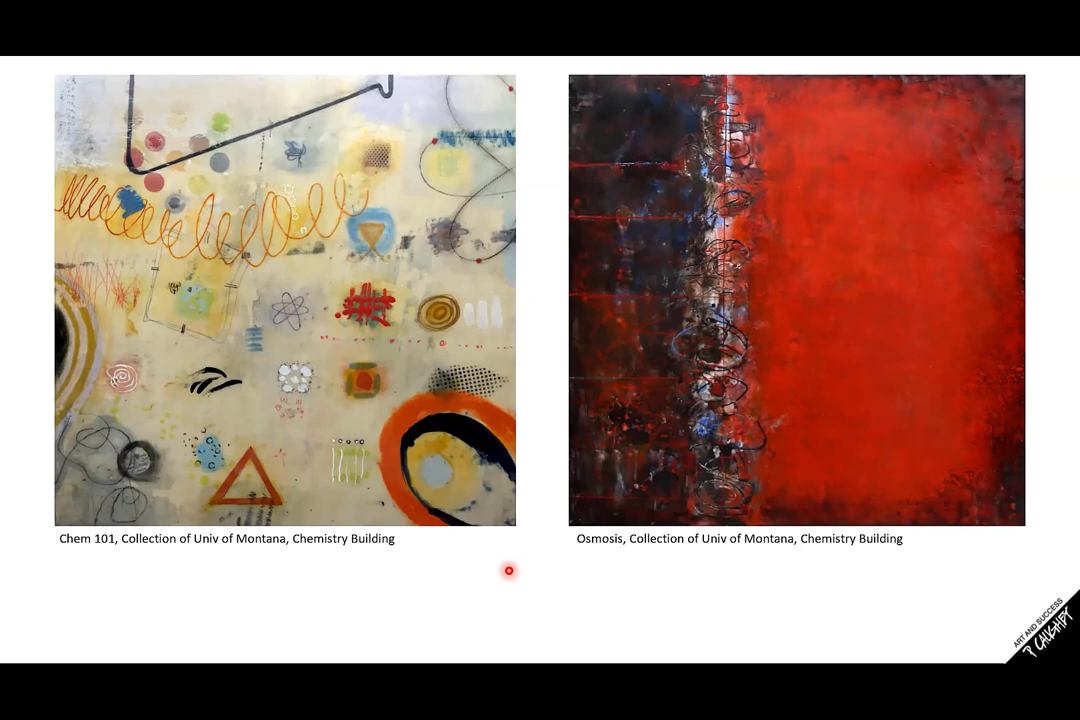 Chem 101, Collection of Univ of Montana, Chemistry Building
Osmosis, Collection of Univ of Montana, Chemistry Building
ART AND SUCCESS
P CAUGHEY